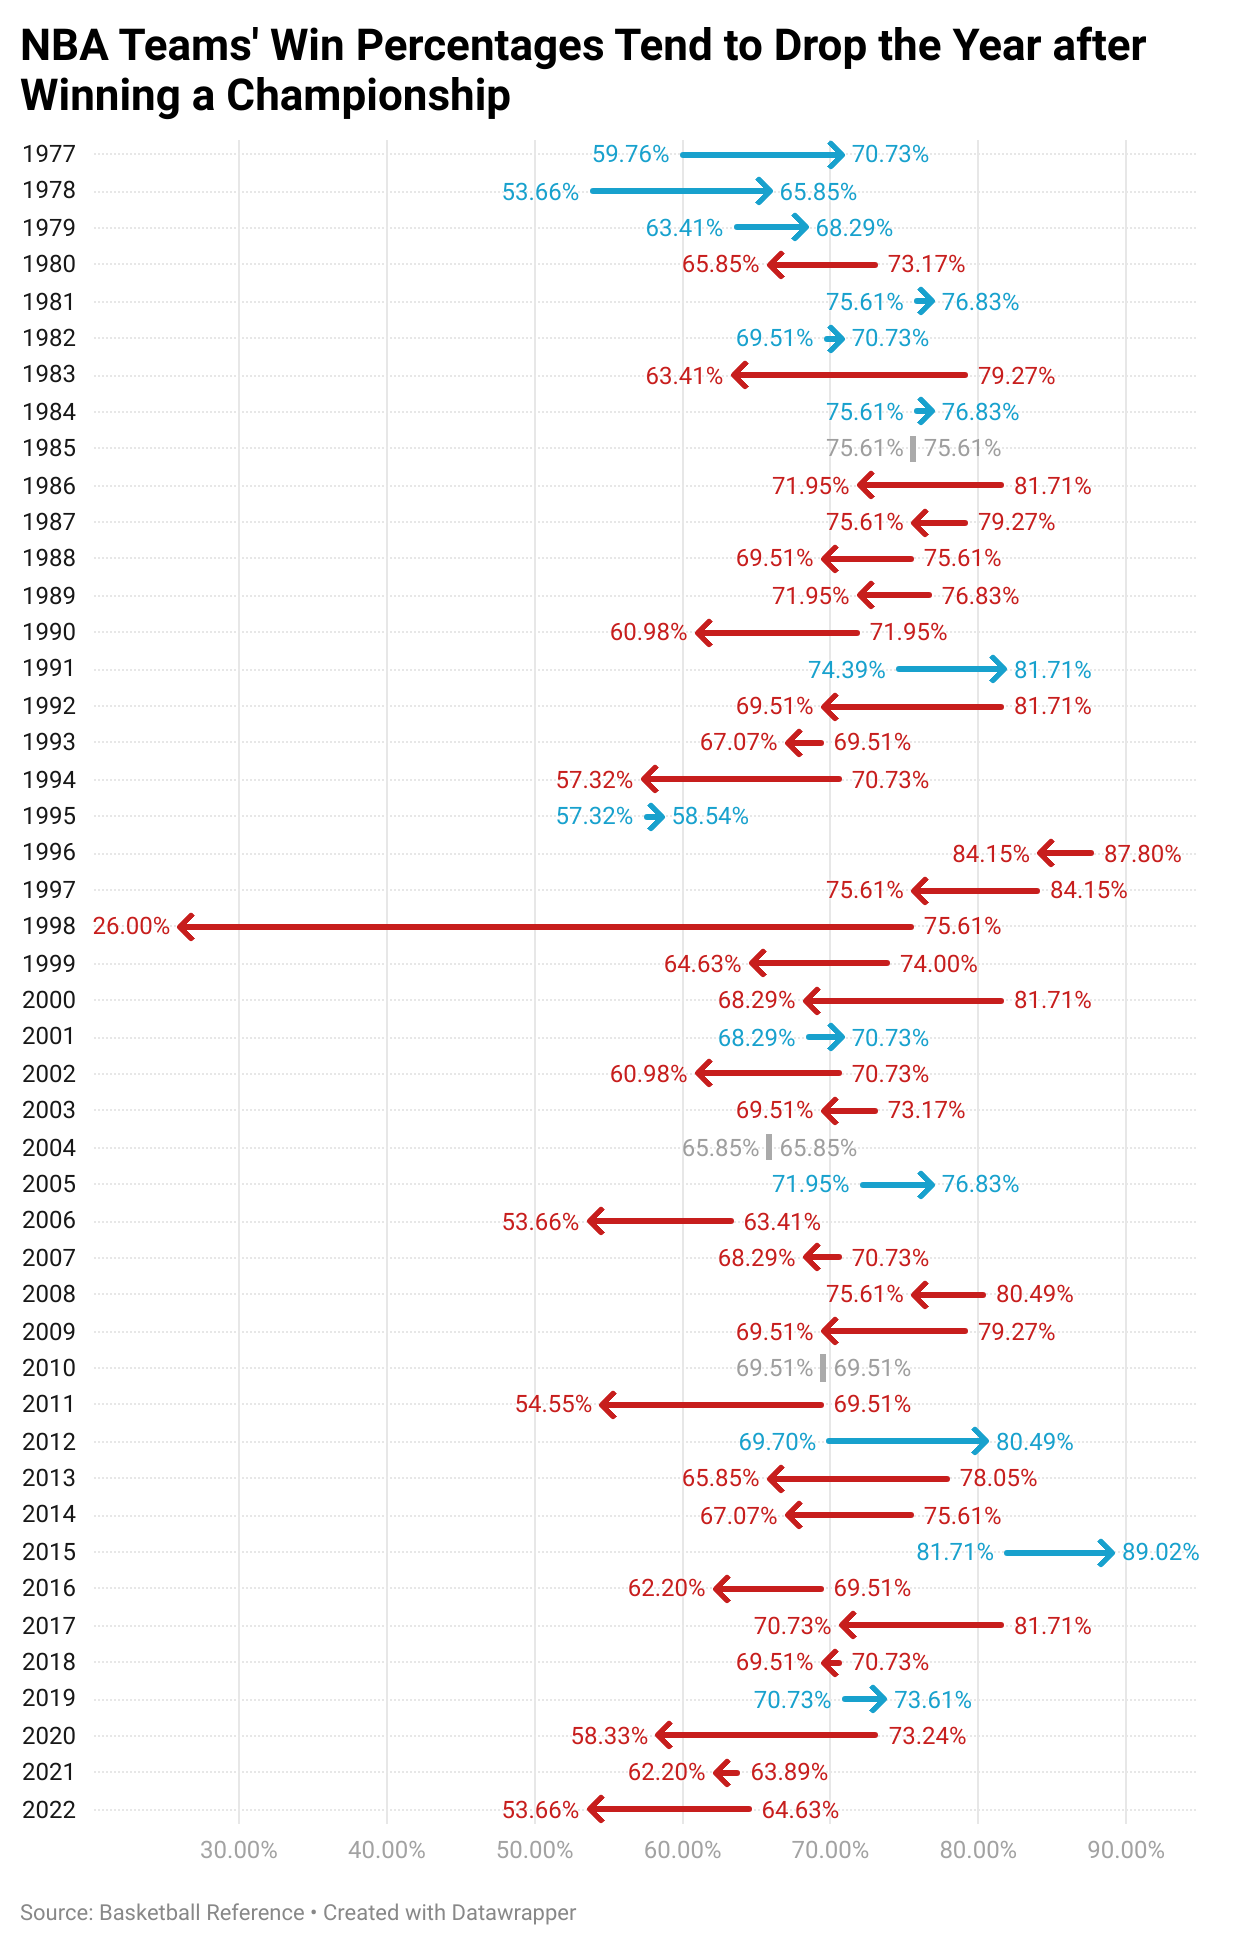 NBA Teams' Win Percentages Tend to Drop the Year after
Winning a Championship
1977 59.76% 70.73%
1978 53.66% 65.85%
1979 63.41% 68.29%
1980 65.85% 73.17%
1981 75.61% 76.83%
1982 69.51% 70.73%
1983 63.41% 79.27%
1984 75.61% 76.83%
1985 75.61% 75.61%
1986 71.95% 81.71%
1987 75.61% 79.27%
1988 69.51% 75.61%
1989 71.95% 76.83%
1990 60.98% 71.95%
1991 74.39% 81.71%
1992 69.51% 81.71%
1993 67.07% 69.51%
1994 57.32% 70.73%
1995 57.32% 58.54%
1996 84.15% 87.80%
1997 75.61% 84.15%
1998 26.00% 75.61%
1999 64.63% 74.00%
2000 68.29% 81.71%
2001 68.29% 70.73%
2002 60.98% 70.73%
2003 69.51% 73.17%
2004 65.85% 65.85%
2005 71.95% 76.83%
2006 53.66% 63.41%
2007 68.29% 70.73%
2008 75.61% 80.49%
2009 69.51% 79.27%
2010 69.51% 69.51%
2011 54.55% 69.51%
2012 69.70% 80.49%
2013 65.85% 78.05%
2014 67.07% 75.61%
2015 81.71% 89.02%
2016 62.20% 69.51%
2017 70.73% 81.71%
2018 69.51% 70.73%
2019 70.73% 73.61%
2020 58.33% 73.24%
2021 62.20% 63.89%
2022 53.66% 64.63%
30.00% 40.00% 50.00% 60.00% 70.00% 80.00% 90.00%
Source: Basketball Reference • Created with Datawrapper